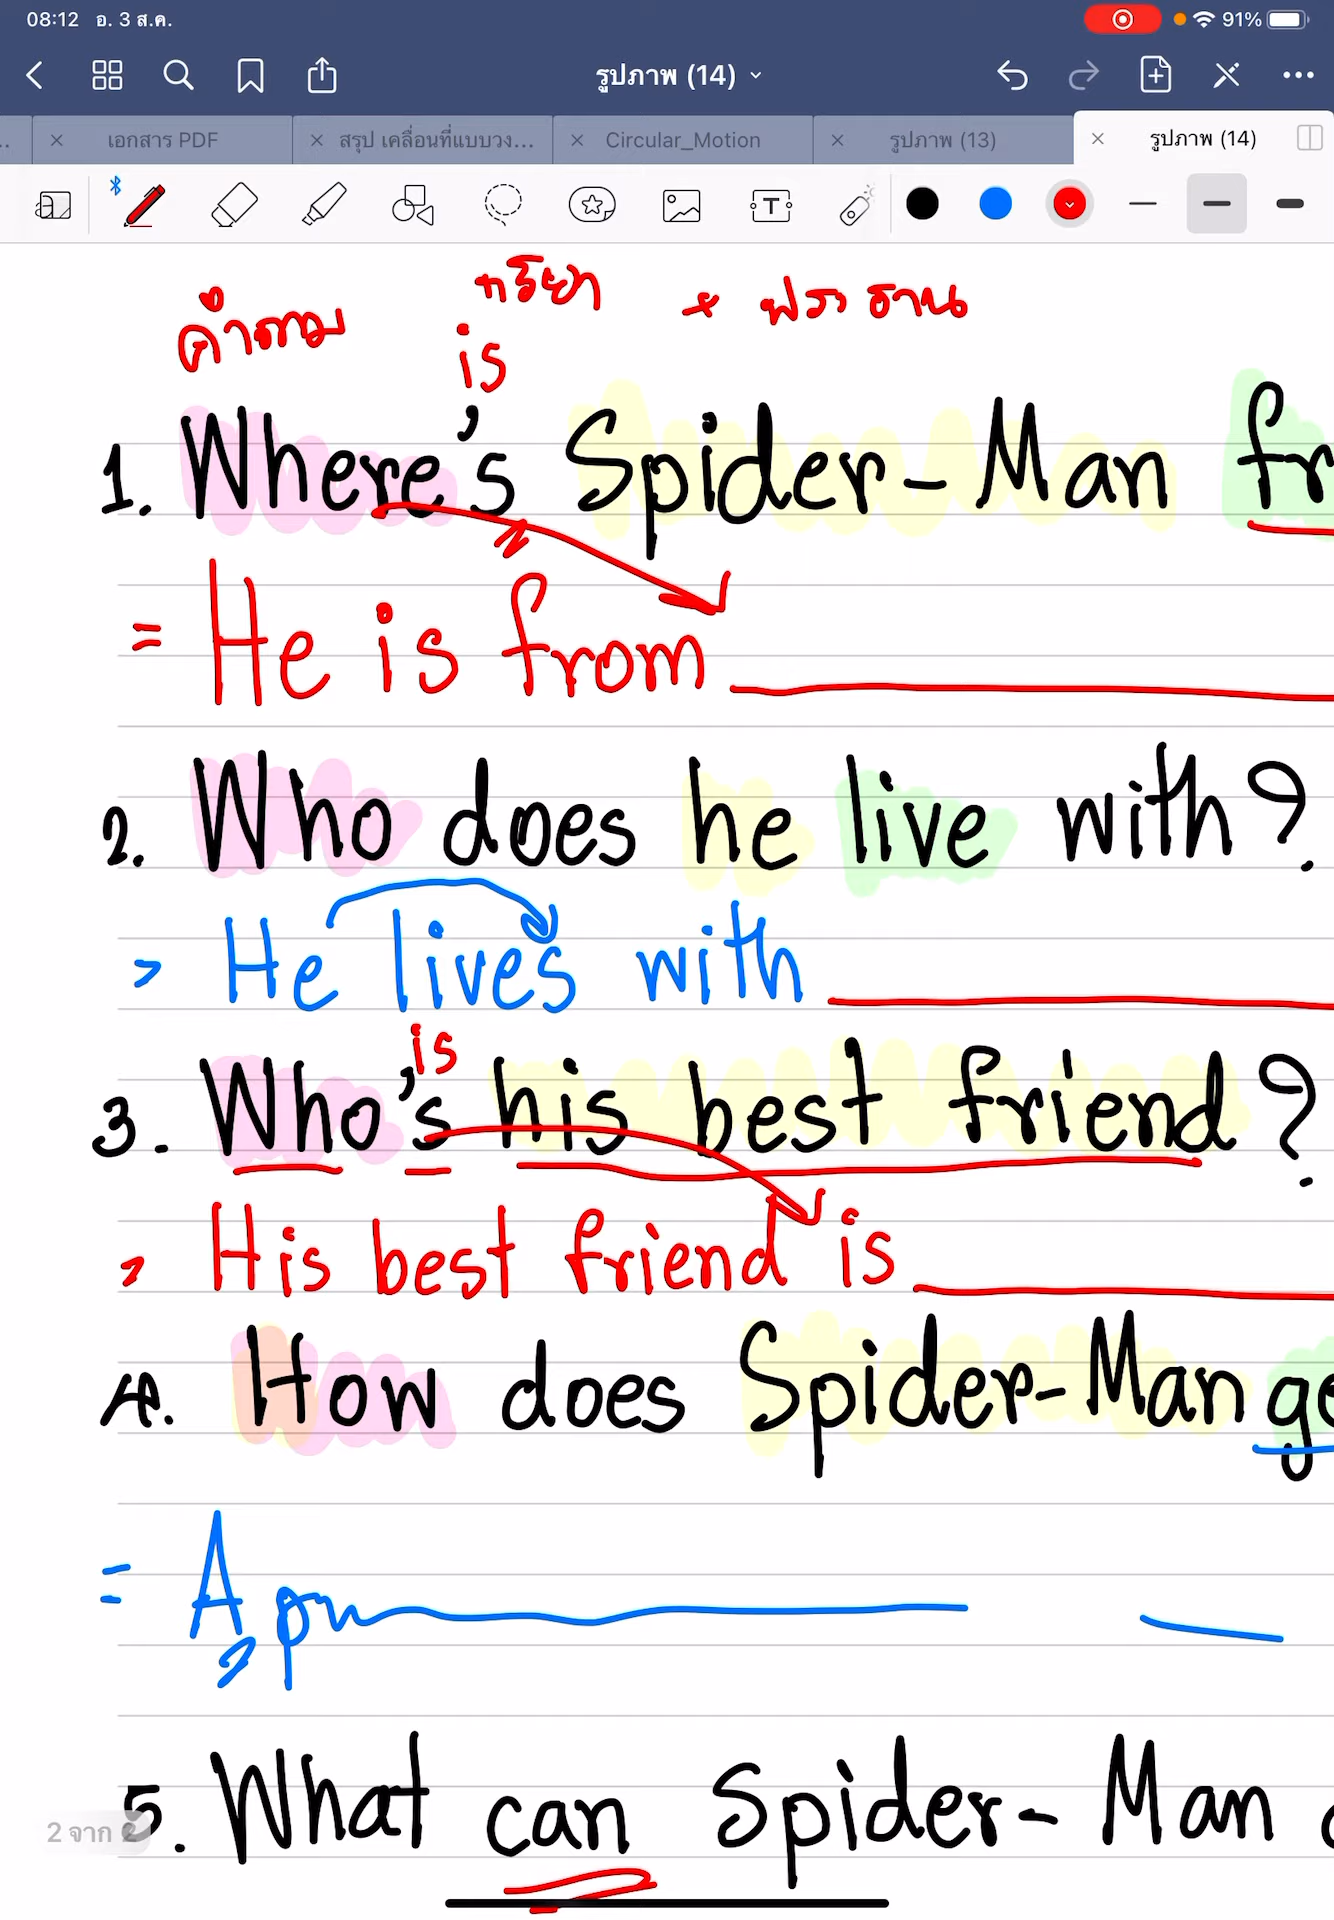 08:12 อ. 3 ส.ค. 91%
รูปภาพ (14)
.. เอกสาร PDF สรุป เคลื่อนที่แบบวง... Circular_Motion รูปภาพ (13) รูปภาพ (14)
คำถาม กริยา + ประธาน
is
1. Where's Spider-Man fr
= He is from
2. Who does he live with?
He lives with
is
3. Who's his best friend?
His best friend is
4. How does Spider-Man ge
=
5. What can Spider-Man
2 จาก